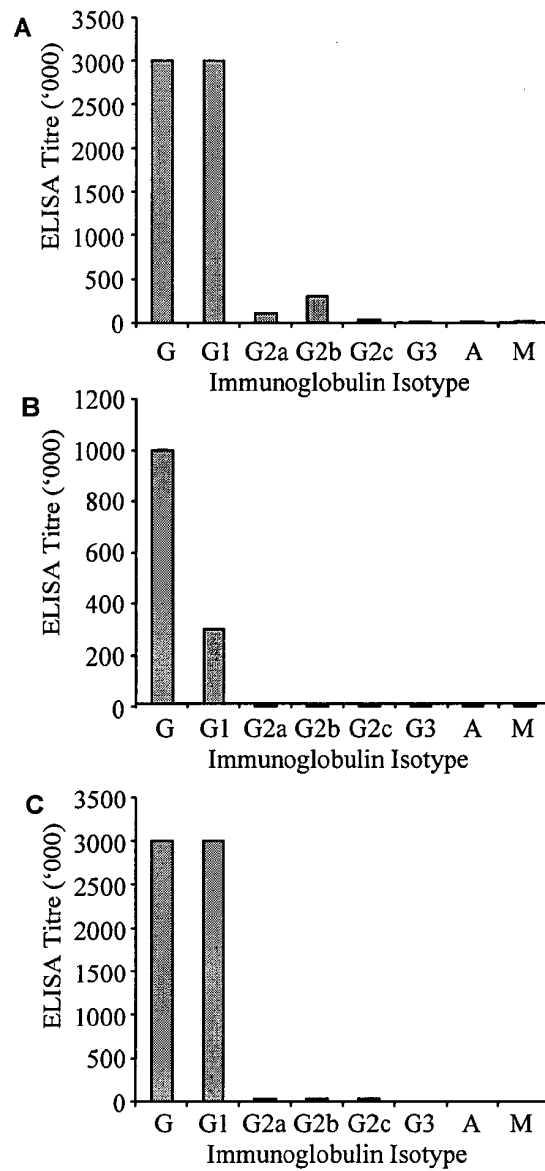 A
ELISA Titre (‘000)
3500
3000
2500
2000
1500
1000
500
0
G G1 G2a G2b G2c G3 A M
Immunoglobulin Isotype
B
ELISA Titre (‘000)
1200
1000
800
600
400
200
0
G G1 G2a G2b G2c G3 A M
Immunoglobulin Isotype
C
ELISA Titre (‘000)
3500
3000
2500
2000
1500
1000
500
0
G G1 G2a G2b G2c G3 A M
Immunoglobulin Isotype